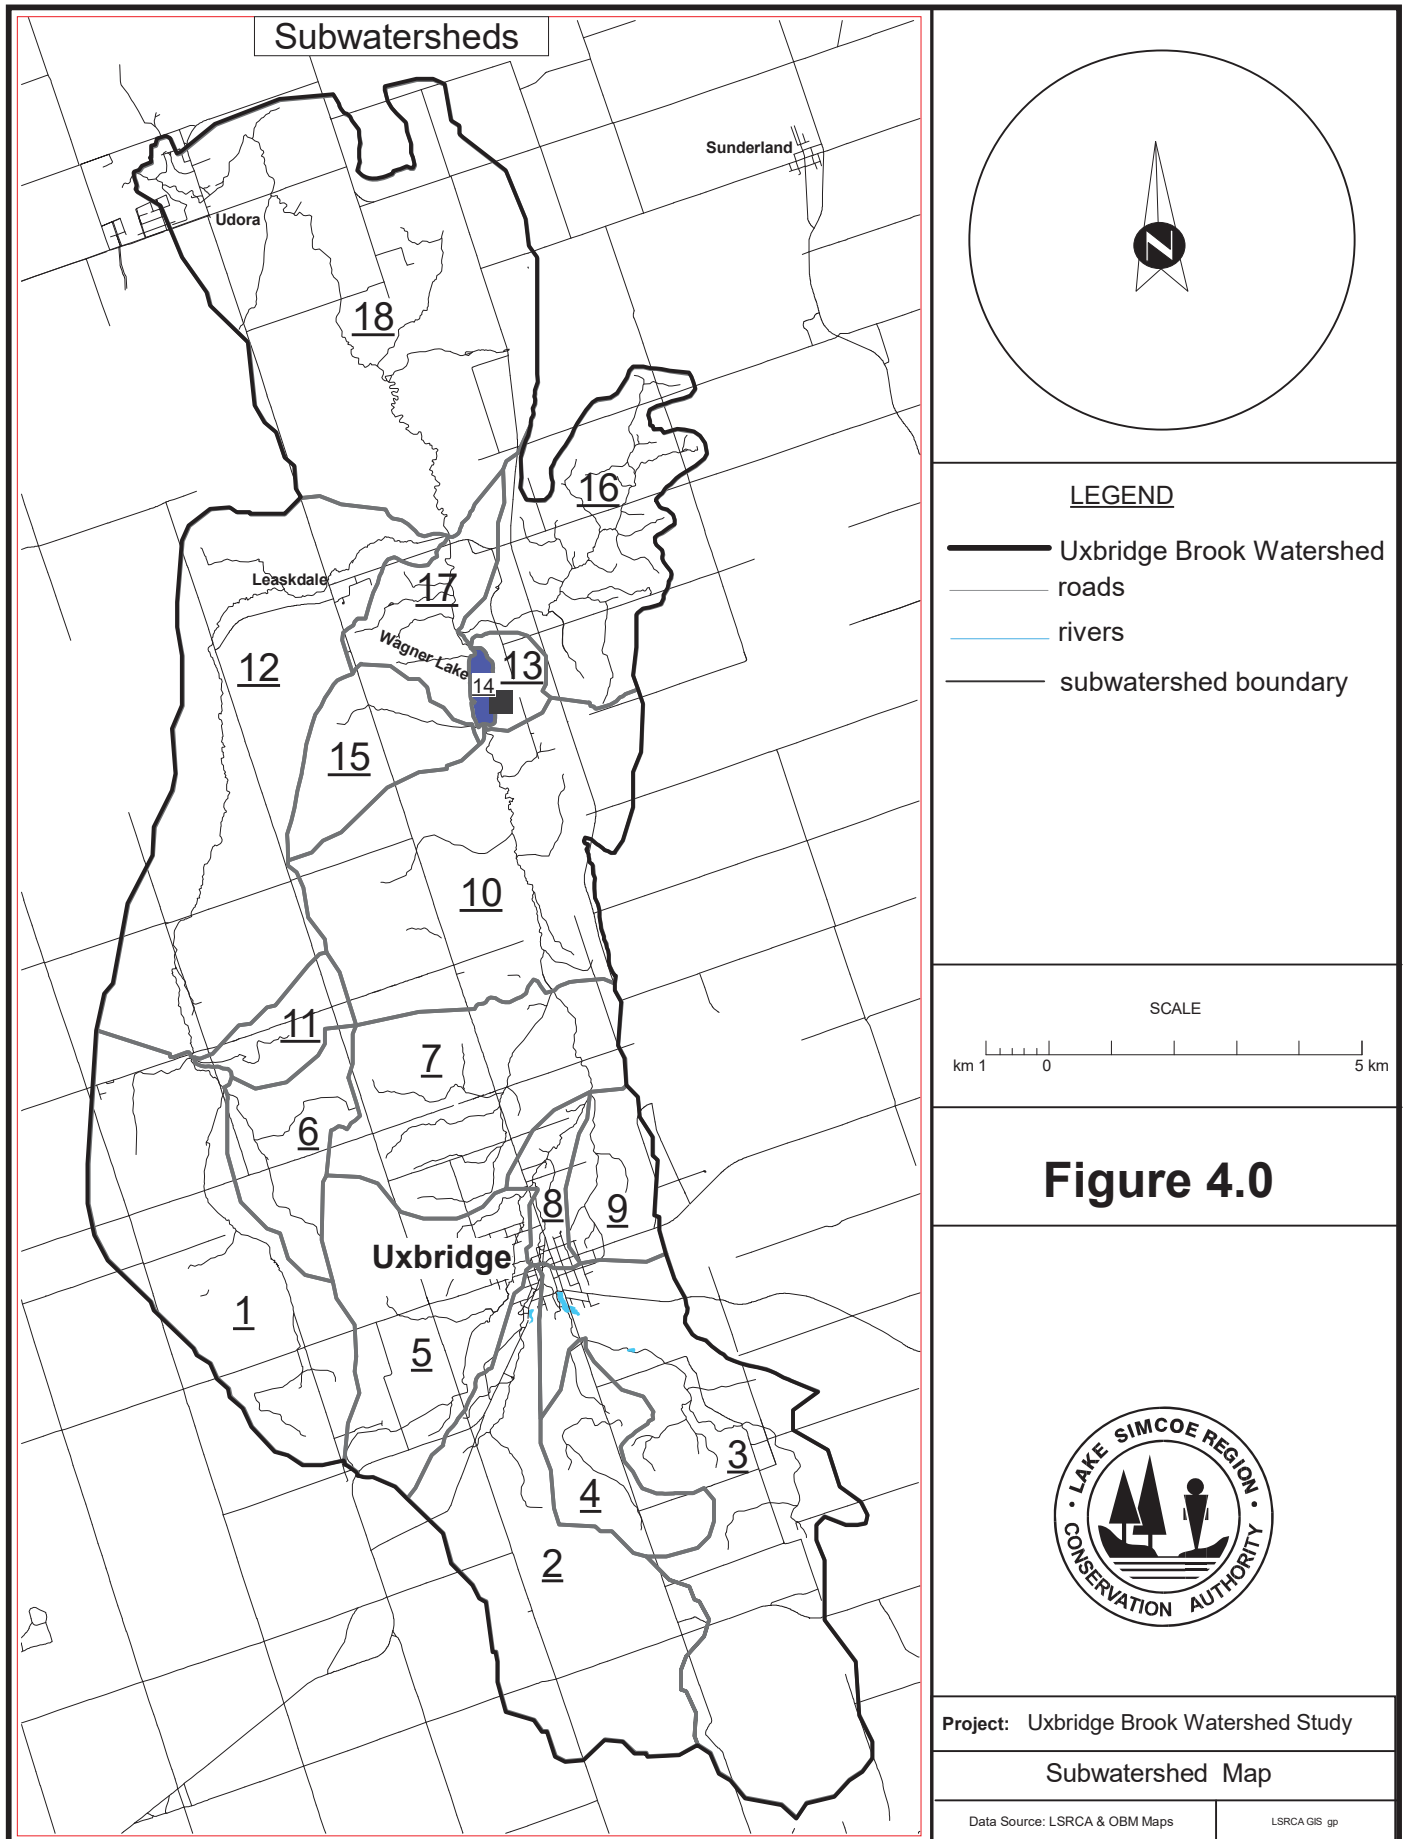 Subwatersheds
Sunderland
Udora
18
16
Leaskdale
17
Wagner Lake
12
13
14
15
10
11
7
6
8
9
Uxbridge
1
5
3
4
2
N
LEGEND
Uxbridge Brook Watershed
roads
rivers
subwatershed boundary
SCALE
km 1 0 5 km
Figure 4.0
• LAKE SIMCOE REGION •
CONSERVATION AUTHORITY
Project: Uxbridge Brook Watershed Study
Subwatershed Map
Data Source: LSRCA & OBM Maps
LSRCA GIS gp